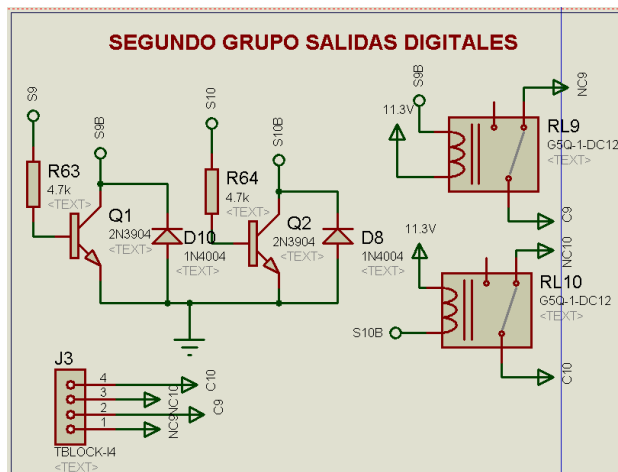 SEGUNDO GRUPO SALIDAS DIGITALES
S9
S9B
R63
4.7k
<TEXT>
Q1
2N3904
<TEXT>
D10
1N4004
<TEXT>
S10
S10B
R64
4.7k
<TEXT>
Q2
2N3904
<TEXT>
D8
1N4004
<TEXT>
S9B
11.3V
NC9
RL9
G5Q-1-DC12
<TEXT>
C9
11.3V
NC10
RL10
G5Q-1-DC12
<TEXT>
S10B
C10
J3
4
C10
3
NC10
2
C9
1
NC9
TBLOCK-I4
<TEXT>